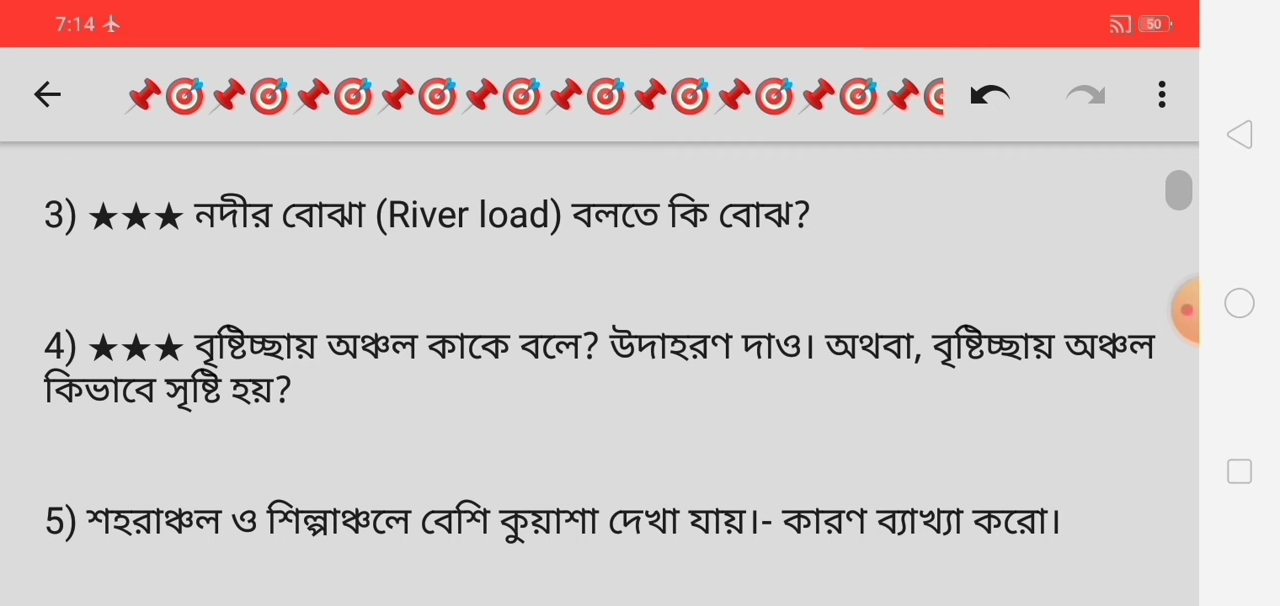 7:14
50
3) ★★★ নদীর বোঝা (River load) বলতে কি বোঝ?
4) ★★★ বৃষ্টিচ্ছায় অঞ্চল কাকে বলে? উদাহরণ দাও। অথবা, বৃষ্টিচ্ছায় অঞ্চল
কিভাবে সৃষ্টি হয়?
5) শহরাঞ্চল ও শিল্পাঞ্চলে বেশি কুয়াশা দেখা যায়।- কারণ ব্যাখ্যা করো।